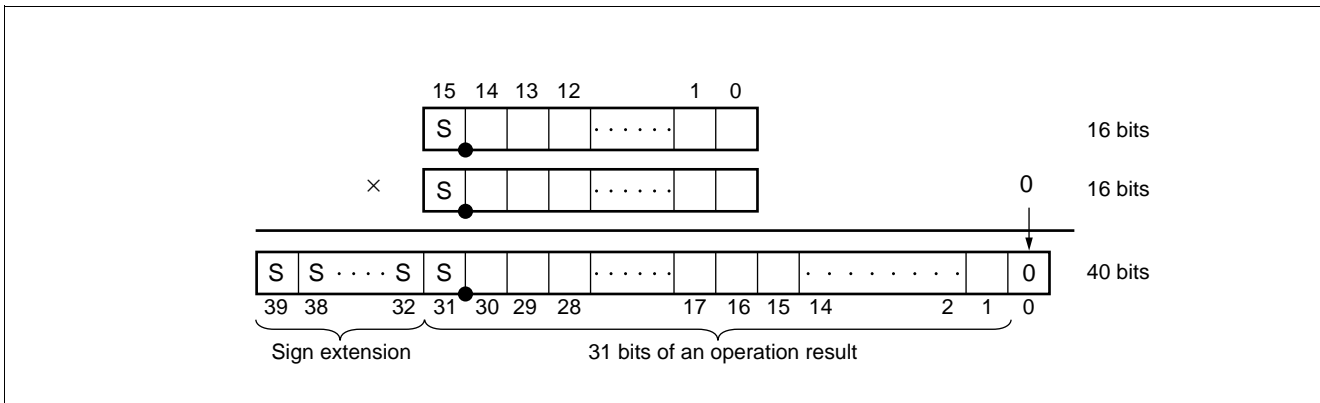 15 14 13 12 1 0
S ...... 16 bits
× S ...... 0 16 bits
S S .... S S ...... ........ 0 40 bits
39 38 32 31 30 29 28 17 16 15 14 2 1 0
Sign extension 31 bits of an operation result